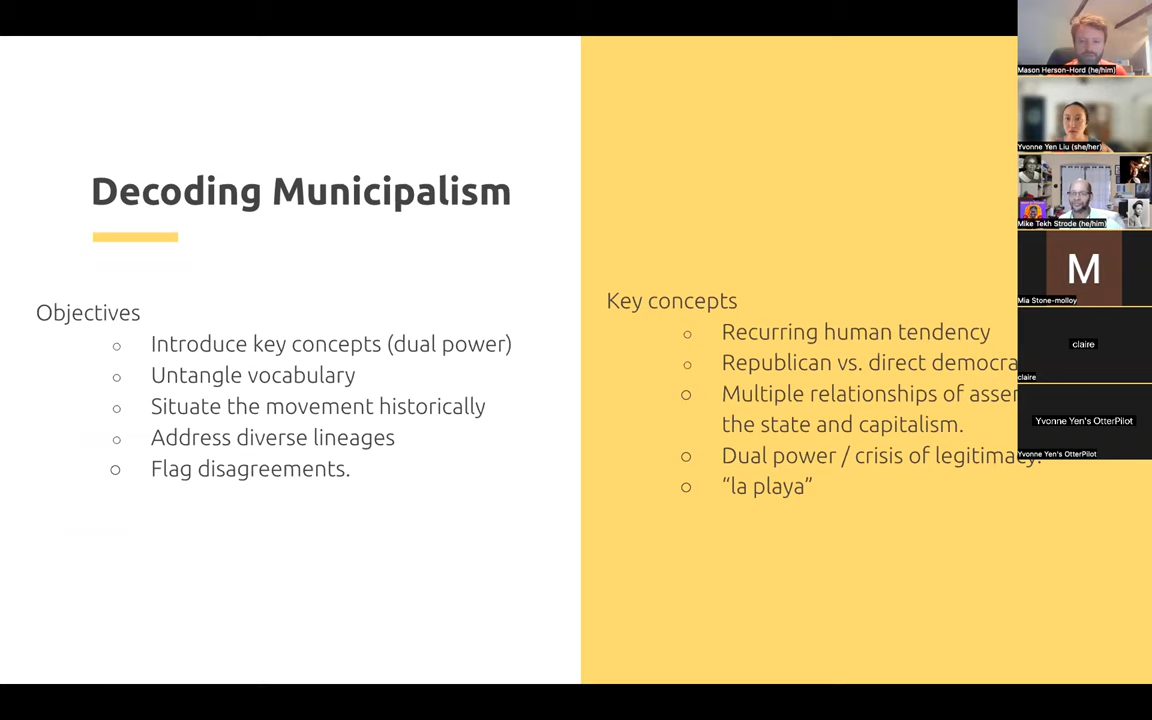 Decoding Municipalism
Objectives
○ Introduce key concepts (dual power)
○ Untangle vocabulary
○ Situate the movement historically
○ Address diverse lineages
○ Flag disagreements.
Key concepts
○ Recurring human tendency
○ Republican vs. direct
○ Multiple relationships of
the state and capitalism.
○ Dual power / crisis of legitimacy.
○ “la playa”
Mason Herson-Hord (he/him)
Yvonne Yen Liu (she/her)
Mike Tekh Strode (he/him)
M
Mia Stone-molloy
claire
claire
Yvonne Yen's OtterPilot
Yvonne Yen's OtterPilot